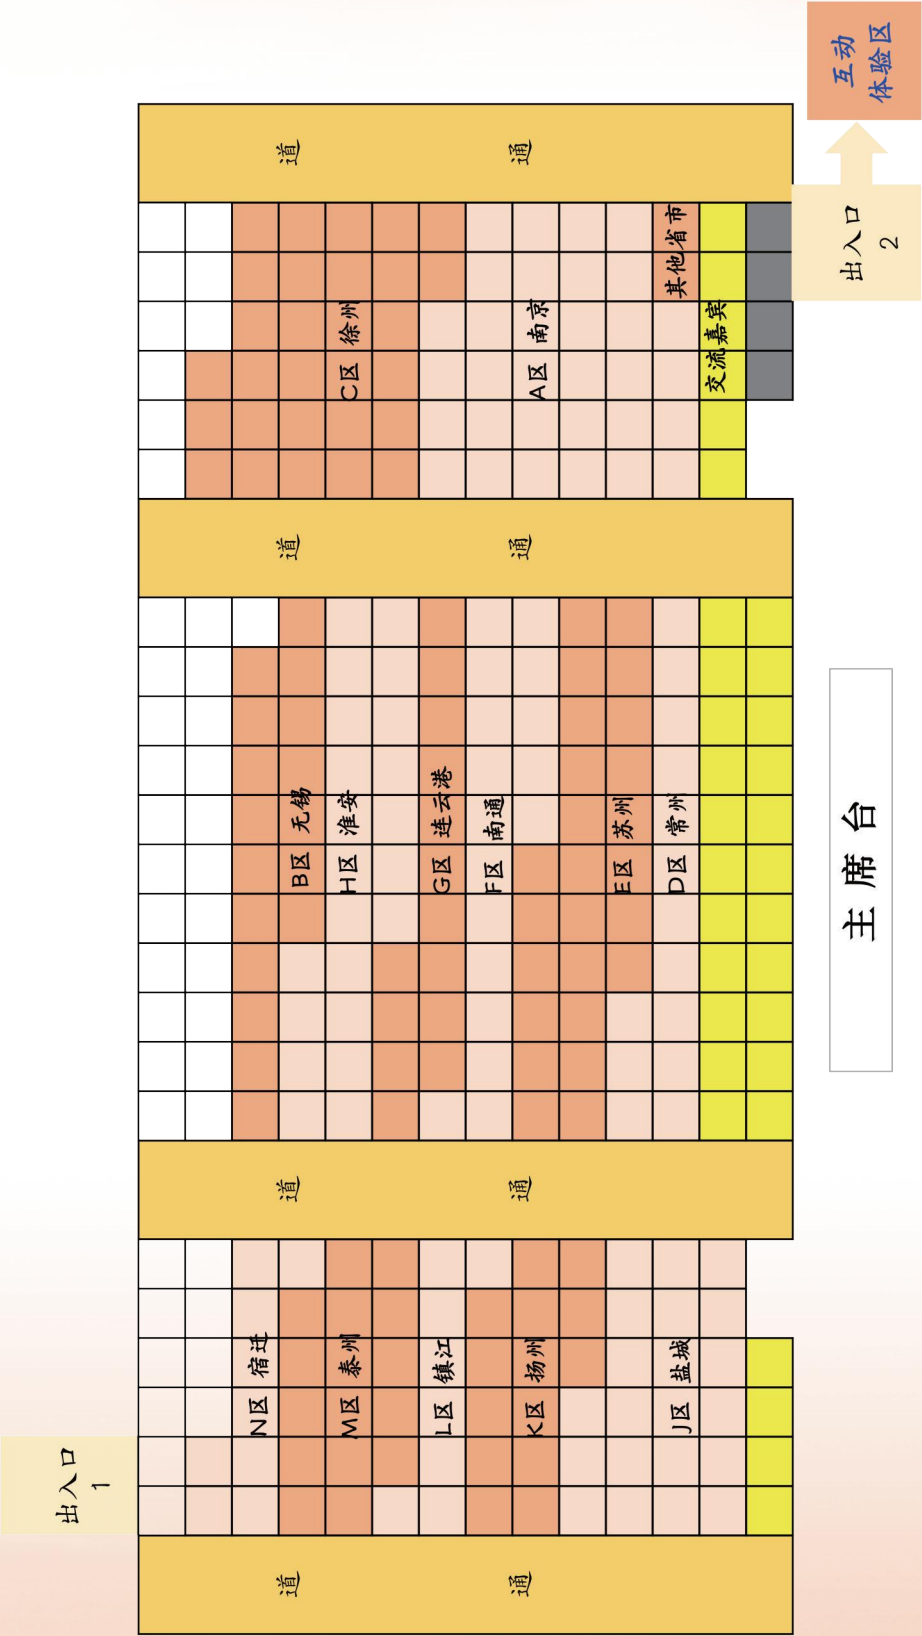 出入口
1
N区 宿迁
道
道
道
道
B区 无锡
M区 泰州
H区 淮安
C区 徐州
L区 镇江
G区 连云港
F区 南通
通
通
通
通
K区 扬州
A区 南京
E区 苏州
J区 盐城
D区 常州
其他省市
交流嘉宾
主席台
出入口
2
互动
体验区